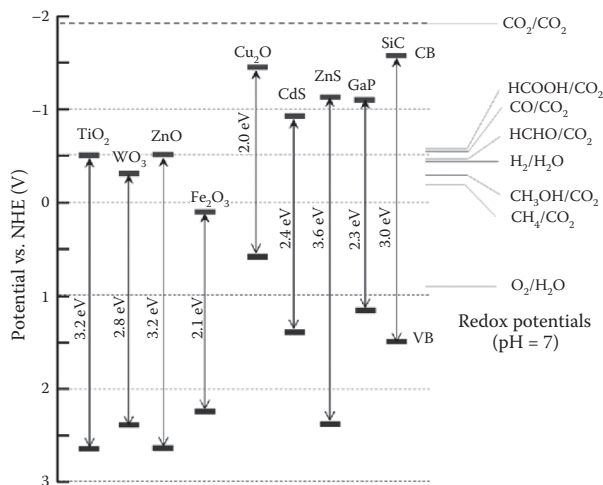 Potential vs. NHE (V)
−2
−1
0
1
2
3
TiO₂
WO₃
ZnO
Fe₂O₃
Cu₂O
CdS
ZnS
GaP
SiC
CB
VB
3.2 eV
2.8 eV
3.2 eV
2.1 eV
2.0 eV
2.4 eV
3.6 eV
2.3 eV
3.0 eV
CO₂/CO₂
HCOOH/CO₂
CO/CO₂
HCHO/CO₂
H₂/H₂O
CH₃OH/CO₂
CH₄/CO₂
O₂/H₂O
Redox potentials
(pH = 7)